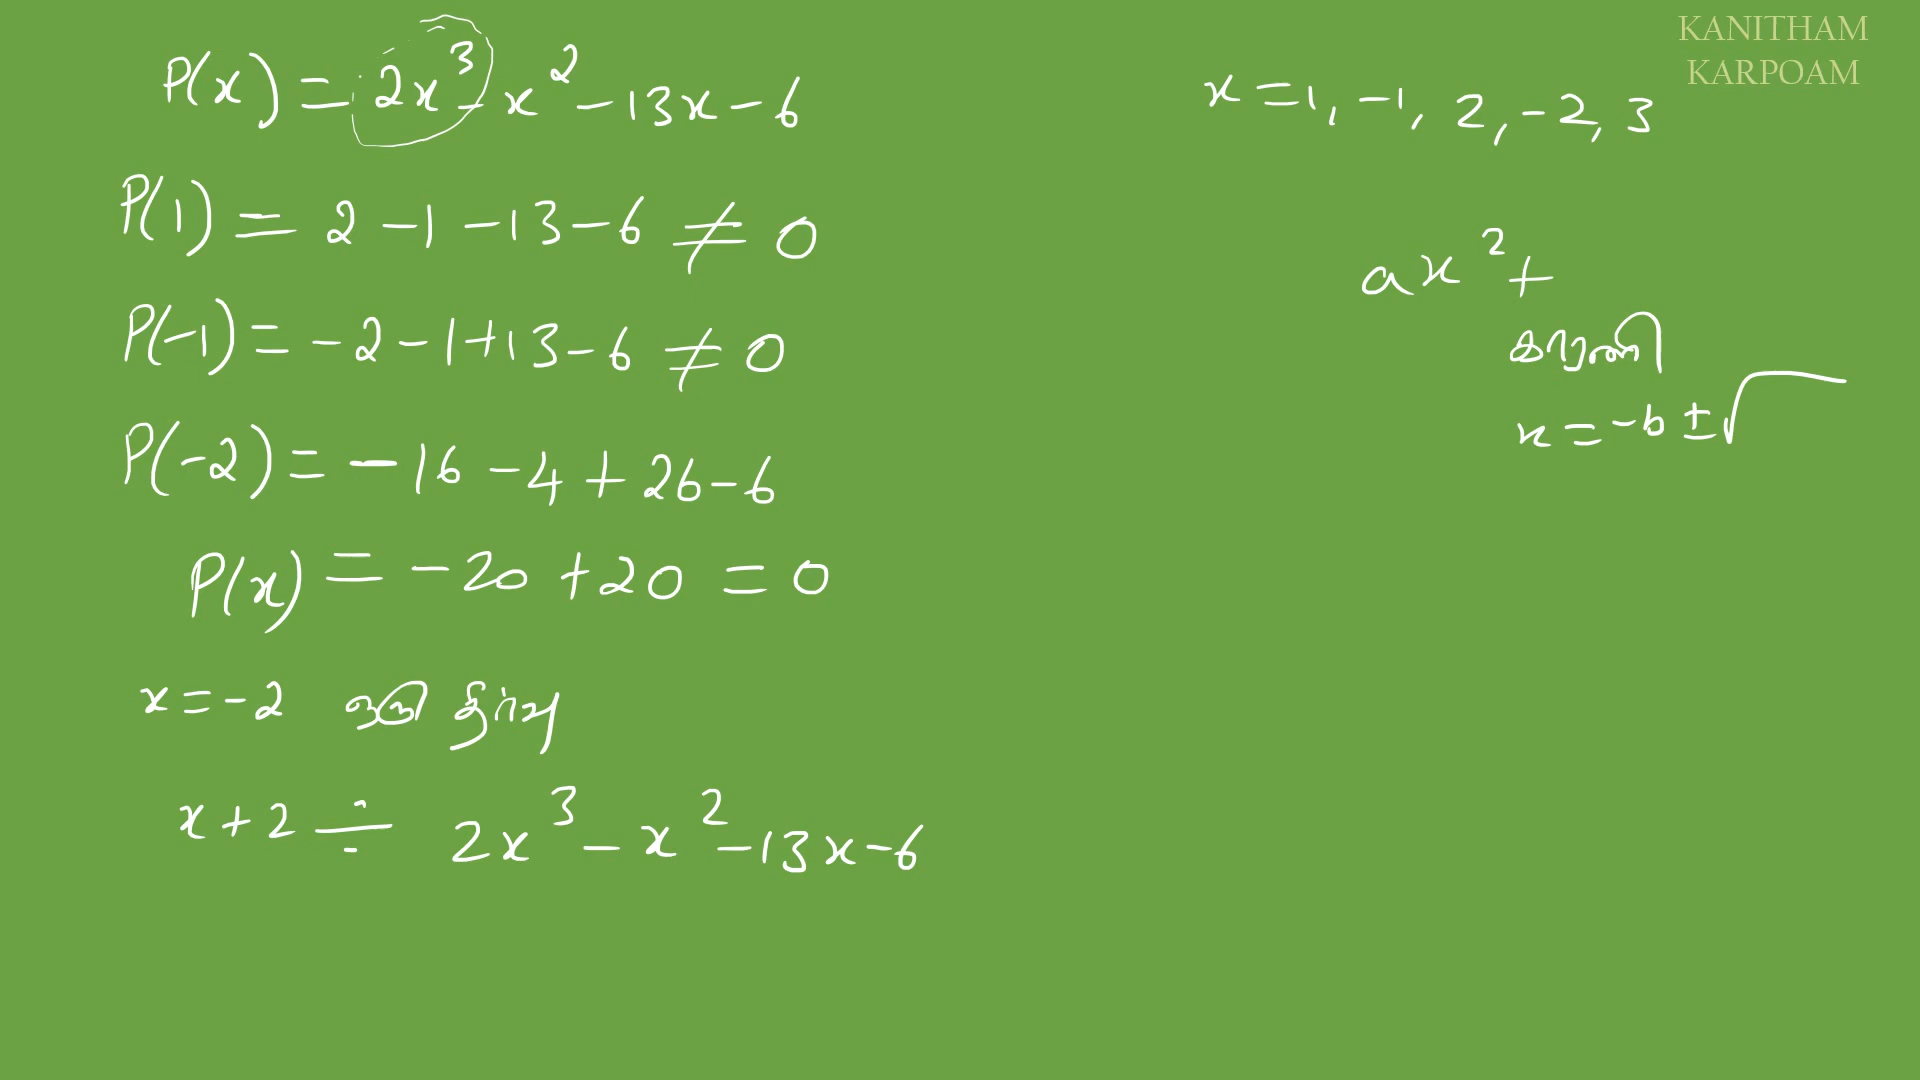 KANITHAM
KARPOAM
P(x) = 2x³ - x² - 13x - 6
P(1) = 2 - 1 - 13 - 6 ≠ 0
P(-1) = -2 - 1 + 13 - 6 ≠ 0
P(-2) = -16 - 4 + 26 - 6
P(x) = -20 + 20 = 0
x = -2 ஒரு தீர்வு
x + 2 ÷ 2x³ - x² - 13x - 6
x = 1, -1, 2, -2, 3
ax² +
காரணி
x = -b ± √